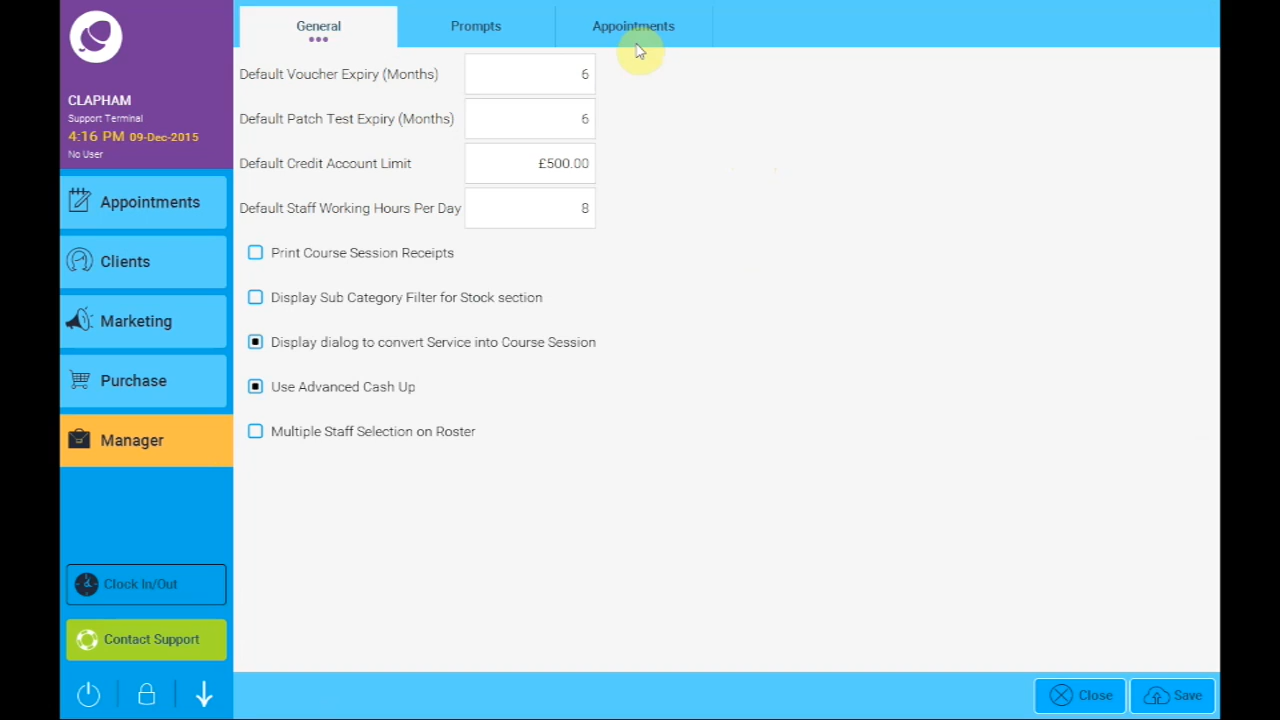 General
Prompts
Appointments
CLAPHAM
Support Terminal
4:16 PM 09-Dec-2015
No User
Appointments
Clients
Marketing
Purchase
Manager
Clock In/Out
Contact Support
Default Voucher Expiry (Months) 6
Default Patch Test Expiry (Months) 6
Default Credit Account Limit £500.00
Default Staff Working Hours Per Day 8
Print Course Session Receipts
Display Sub Category Filter for Stock section
Display dialog to convert Service into Course Session
Use Advanced Cash Up
Multiple Staff Selection on Roster
Close
Save